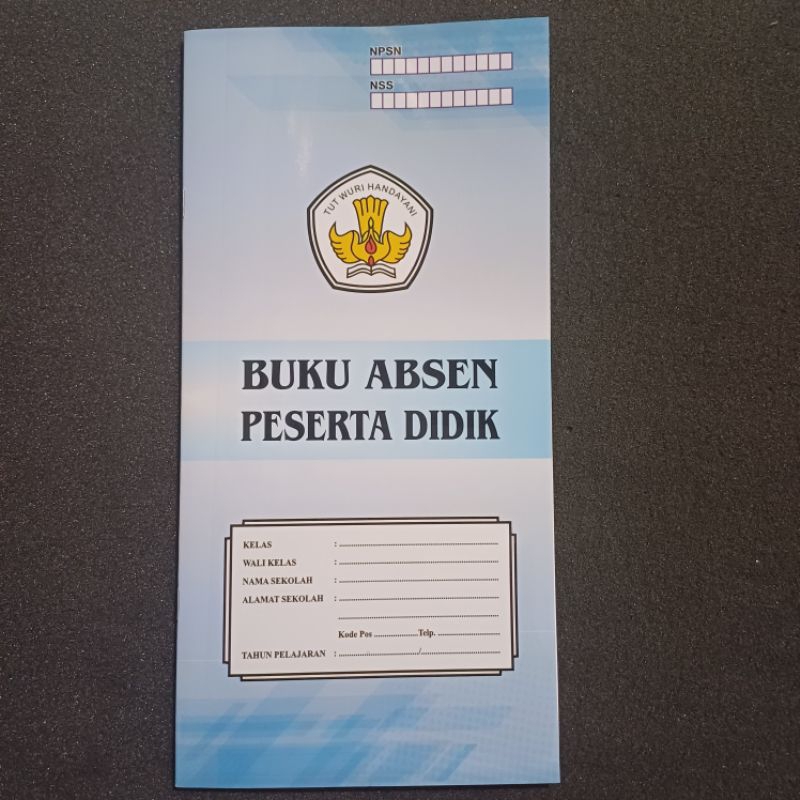 NPSN
NSS
TUT WURI HANDAYANI
BUKU ABSEN
PESERTA DIDIK
KELAS : ....................................................
WALI KELAS : ....................................................
NAMA SEKOLAH : ....................................................
ALAMAT SEKOLAH : ....................................................
....................................................
Kode Pos ................ Telp. ......................
TAHUN PELAJARAN : ........................../..........................